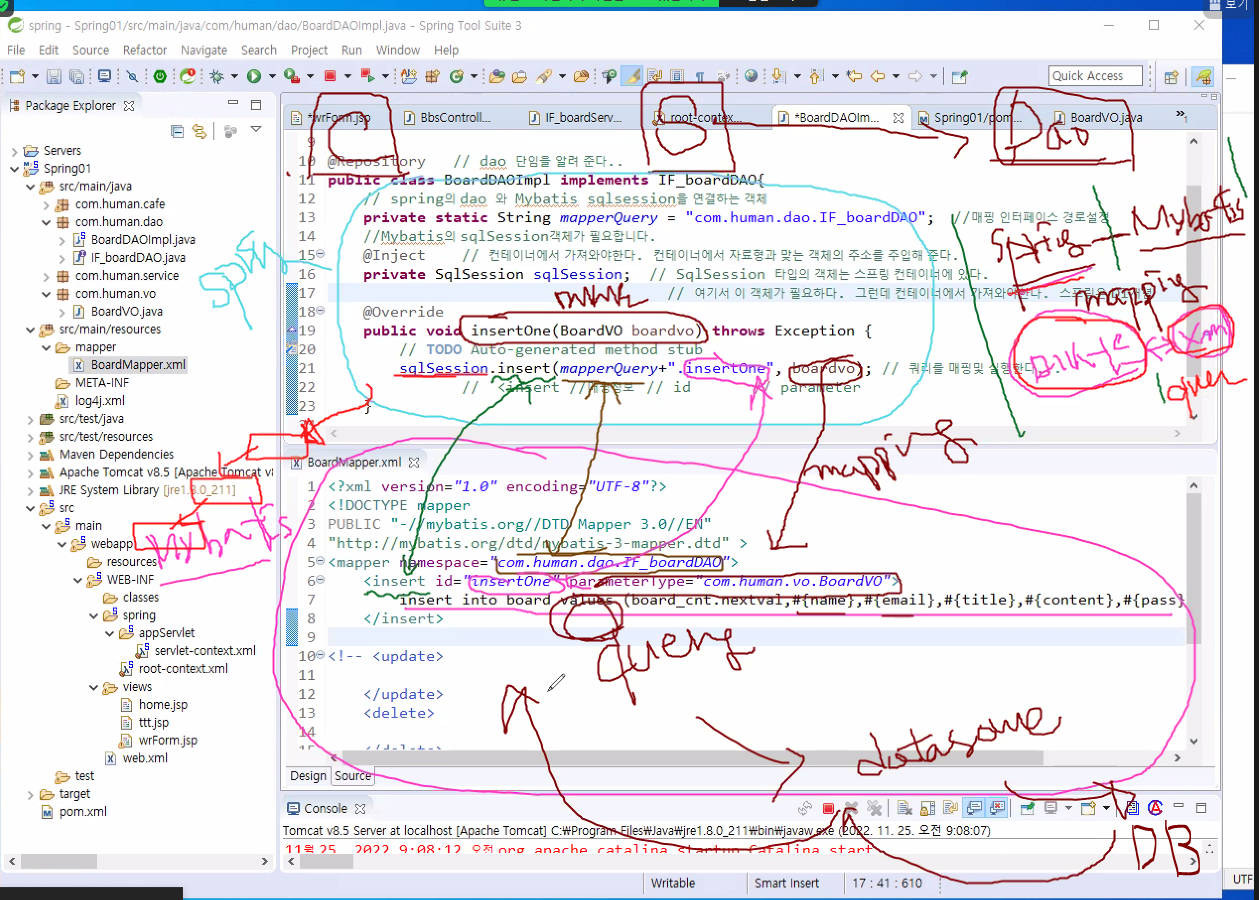 보기
spring - Spring01/src/main/java/com/human/dao/BoardDAOImpl.java - Spring Tool Suite 3
File Edit Source Refactor Navigate Search Project Run Window Help
Quick Access
Package Explorer
Servers
Spring01
src/main/java
com.human.cafe
com.human.dao
BoardDAOImpl.java
IF_boardDAO.java
com.human.service
com.human.vo
BoardVO.java
src/main/resources
mapper
BoardMapper.xml
META-INF
log4j.xml
src/test/java
src/test/resources
Maven Dependencies
Apache Tomcat v8.5 [Apache Tomcat v8
JRE System Library [jre1.8.0_211]
src
main
webapp
resources
WEB-INF
classes
spring
appServlet
servlet-context.xml
root-context.xml
views
home.jsp
ttt.jsp
wrForm.jsp
web.xml
test
target
pom.xml
*wrForm.jsp BbsControll... IF_boardServ... root-contex... *BoardDAOIm... Spring01/pom... BoardVO.java
C B Dao
9
10 @Repository // dao 단임을 알려 준다..
11 public class BoardDAOImpl implements IF_boardDAO{
12 // spring의dao 와 Mybatis sqlsession을 연결하는 객체
13 private static String mapperQuery = "com.human.dao.IF_boardDAO"; //매핑 인터페이스 경로설정
14 //Mybatis의 sqlSession객체가 필요합니다.
15 @Inject // 컨테이너에서 가져와야한다. 컨테이너에서 자료형과 맞는 객체의 주소를 주입해 준다.
16 private SqlSession sqlSession; // SqlSession 타입의 객체는 스프링 컨테이너에 있다.
17 // 여기서 이 객체가 필요하다. 그런데 컨테이너에서 가져와야한다.
18 @Override
19 public void insertOne(BoardVO boardvo) throws Exception {
20 // TODO Auto-generated method stub
21 sqlSession.insert(mapperQuery+".insertOne", boardvo); // 쿼리를 매핑및 실행한다
22 // <insert //매핑정보 // id // parameter
23 }
Mybatis
mapping
xml
mapping
Mybatis
BoardMapper.xml
1 <?xml version="1.0" encoding="UTF-8"?>
2 <!DOCTYPE mapper
3 PUBLIC "-//mybatis.org//DTD Mapper 3.0//EN"
4 "http://mybatis.org/dtd/mybatis-3-mapper.dtd" >
5 <mapper namespace="com.human.dao.IF_boardDAO">
6 <insert id="insertOne" parameterType="com.human.vo.BoardVO">
7 insert into board values (board_cnt.nextval,#{name},#{email},#{title},#{content},#{pass}
8 </insert>
9
10 <!-- <update>
11
12 </update>
13 <delete>
14
query
DB
Design Source
Console
Tomcat v8.5 Server at localhost [Apache Tomcat] C:₩Program Files₩Java₩jre1.8.0_211₩bin₩javaw.exe (2022. 11. 25. 오전 9:08:07)
11월 25, 2022 9:08:12 오전 org.apache.catalina.startup.Catalina start
Writable Smart Insert 17 : 41 : 610
UTF